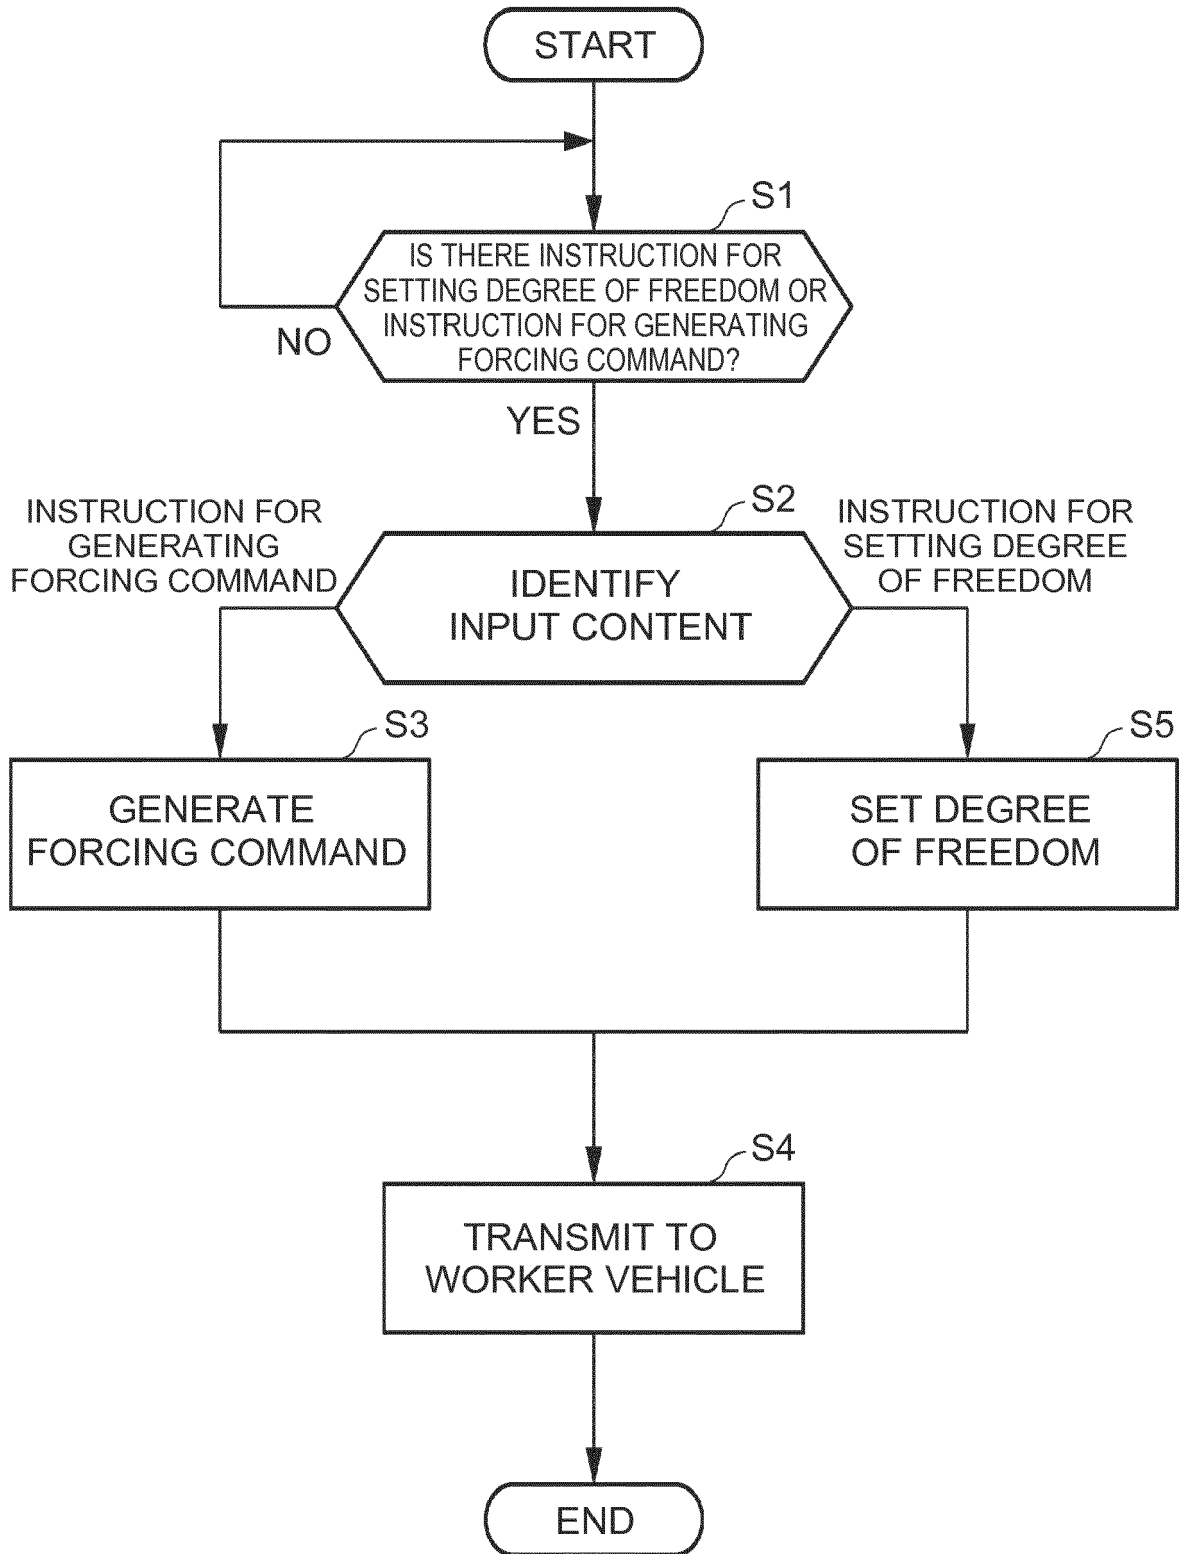 START
S1
IS THERE INSTRUCTION FOR
SETTING DEGREE OF FREEDOM OR
INSTRUCTION FOR GENERATING
FORCING COMMAND?
NO
YES
S2
INSTRUCTION FOR
GENERATING
FORCING COMMAND
IDENTIFY
INPUT CONTENT
INSTRUCTION FOR
SETTING DEGREE
OF FREEDOM
S3
GENERATE
FORCING COMMAND
S5
SET DEGREE
OF FREEDOM
S4
TRANSMIT TO
WORKER VEHICLE
END